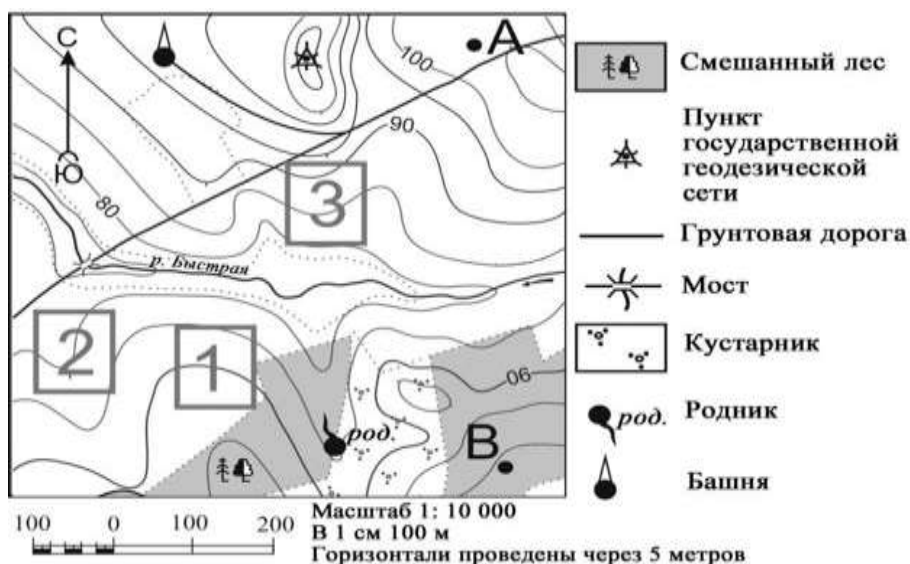 С
Ю
А
100
90
80
3
р. Быстрая
2
1
90
род.
В
Смешанный лес
Пункт
государственной
геодезической
сети
Грунтовая дорога
Мост
Кустарник
род.
Родник
Башня
100 0 100 200
Масштаб 1: 10 000
В 1 см 100 м
Горизонтали проведены через 5 метров